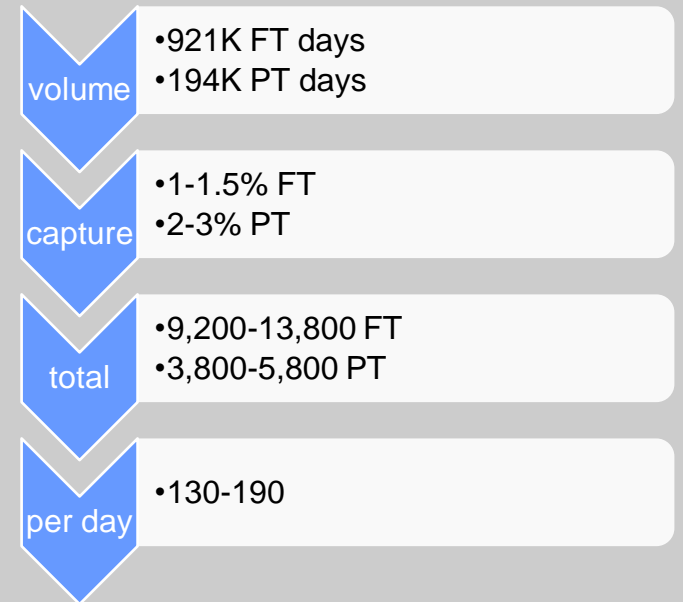 volume
•921K FT days
•194K PT days
capture
•1-1.5% FT
•2-3% PT
total
•9,200-13,800 FT
•3,800-5,800 PT
per day
•130-190